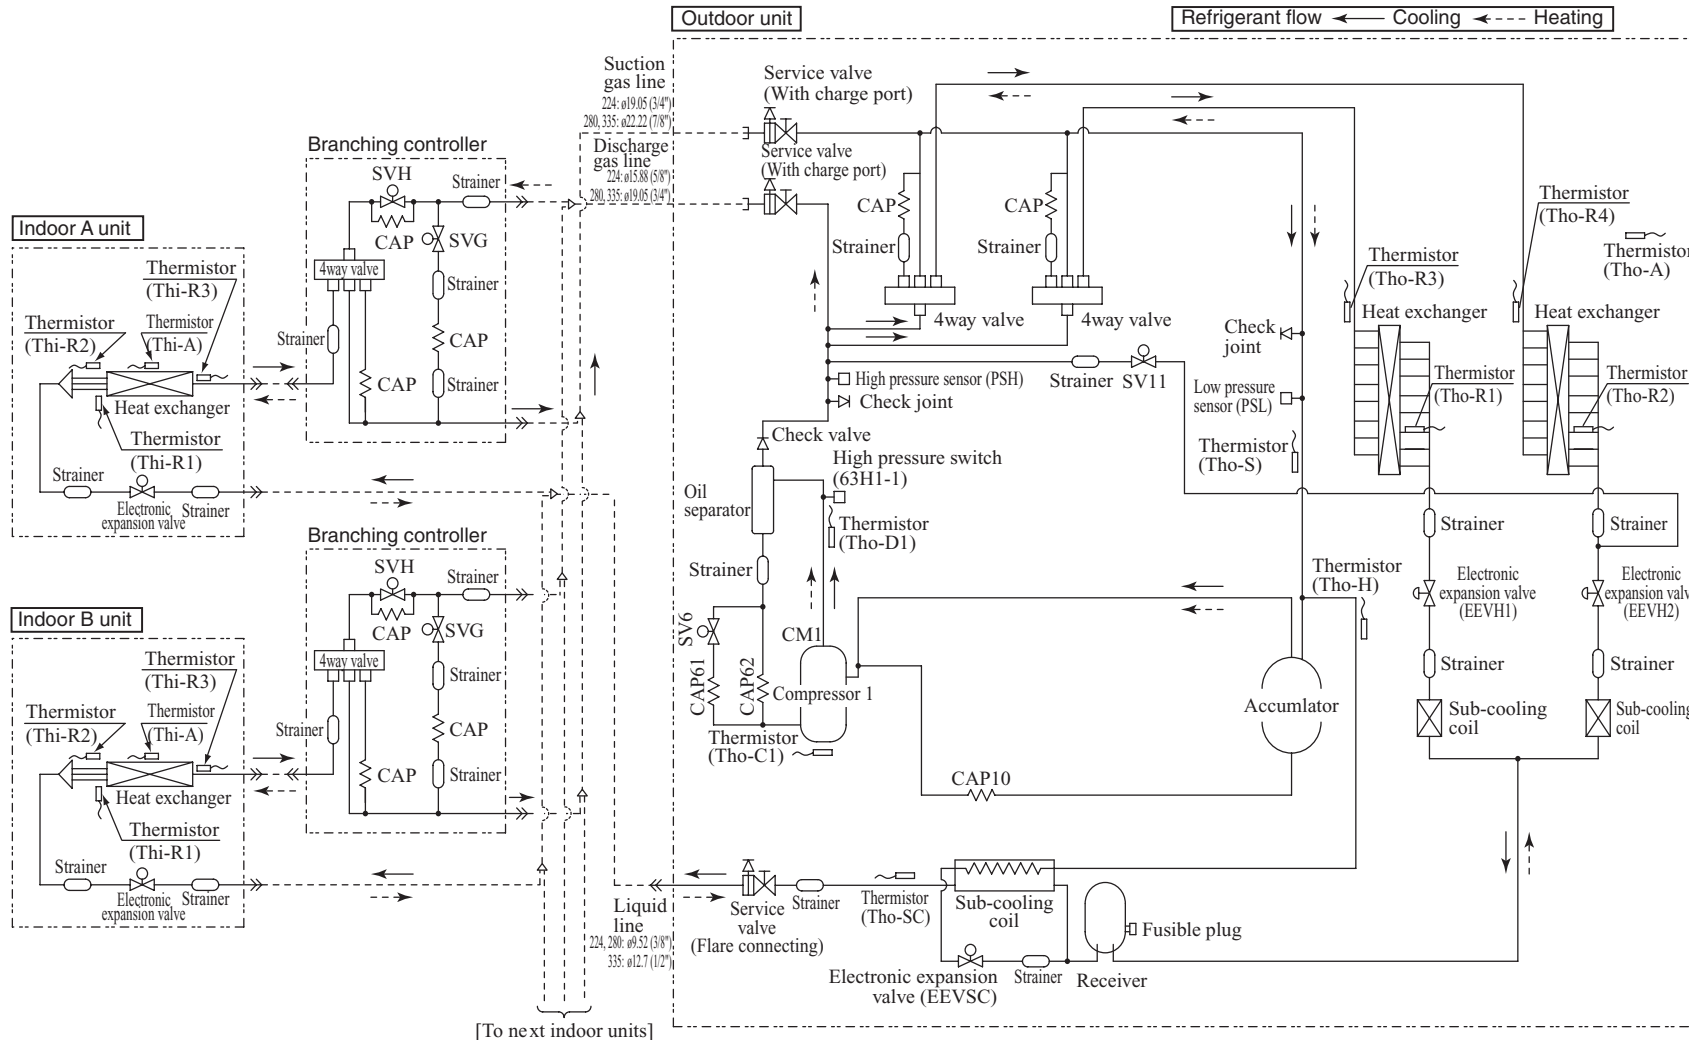 Outdoor unit
Refrigerant flow Cooling Heating
Suction
gas line
224: ø19.05 (3/4")
280, 335: ø22.22 (7/8")
Discharge
gas line
224: ø15.88 (5/8")
280, 335: ø19.05 (3/4")
Service valve
(With charge port)
Service valve
(With charge port)
CAP
Strainer
CAP
Strainer
4way valve
4way valve
Thermistor
(Tho-R4)
Thermistor
(Tho-A)
Thermistor
(Tho-R3)
Heat exchanger
Heat exchanger
Check
joint
Thermistor
(Tho-R1)
Thermistor
(Tho-R2)
Low pressure
sensor (PSL)
Thermistor
(Tho-S)
Strainer
SV11
High pressure sensor (PSH)
Check joint
Check valve
High pressure switch
(63H1-1)
Oil
separator
Thermistor
(Tho-D1)
Strainer
Strainer
Strainer
Thermistor
(Tho-H)
Electronic
expansion valve
(EEVH1)
Electronic
expansion valv
(EEVH2)
SV6
CM1
CAP61
CAP62
Compressor 1
Accumlator
Strainer
Strainer
Sub-cooling
coil
Sub-cooling
coil
Thermistor
(Tho-C1)
CAP10
Liquid
line
224, 280: ø9.52 (3/8")
335: ø12.7 (1/2")
Service
valve
(Flare connecting)
Strainer
Thermistor
(Tho-SC)
Sub-cooling
coil
Fusible plug
Electronic expansion
valve (EEVSC)
Strainer
Receiver
Branching controller
SVH
Strainer
CAP
SVG
4way valve
Strainer
Strainer
CAP
CAP
Strainer
Indoor A unit
Thermistor
(Thi-R3)
Thermistor
(Thi-R2)
Thermistor
(Thi-A)
Heat exchanger
Thermistor
(Thi-R1)
Strainer
Electronic
expansion valve
Strainer
Branching controller
SVH
Strainer
CAP
SVG
4way valve
Strainer
Strainer
CAP
CAP
Strainer
Indoor B unit
Thermistor
(Thi-R3)
Thermistor
(Thi-R2)
Thermistor
(Thi-A)
Heat exchanger
Thermistor
(Thi-R1)
Strainer
Electronic
expansion valve
Strainer
[To next indoor units]